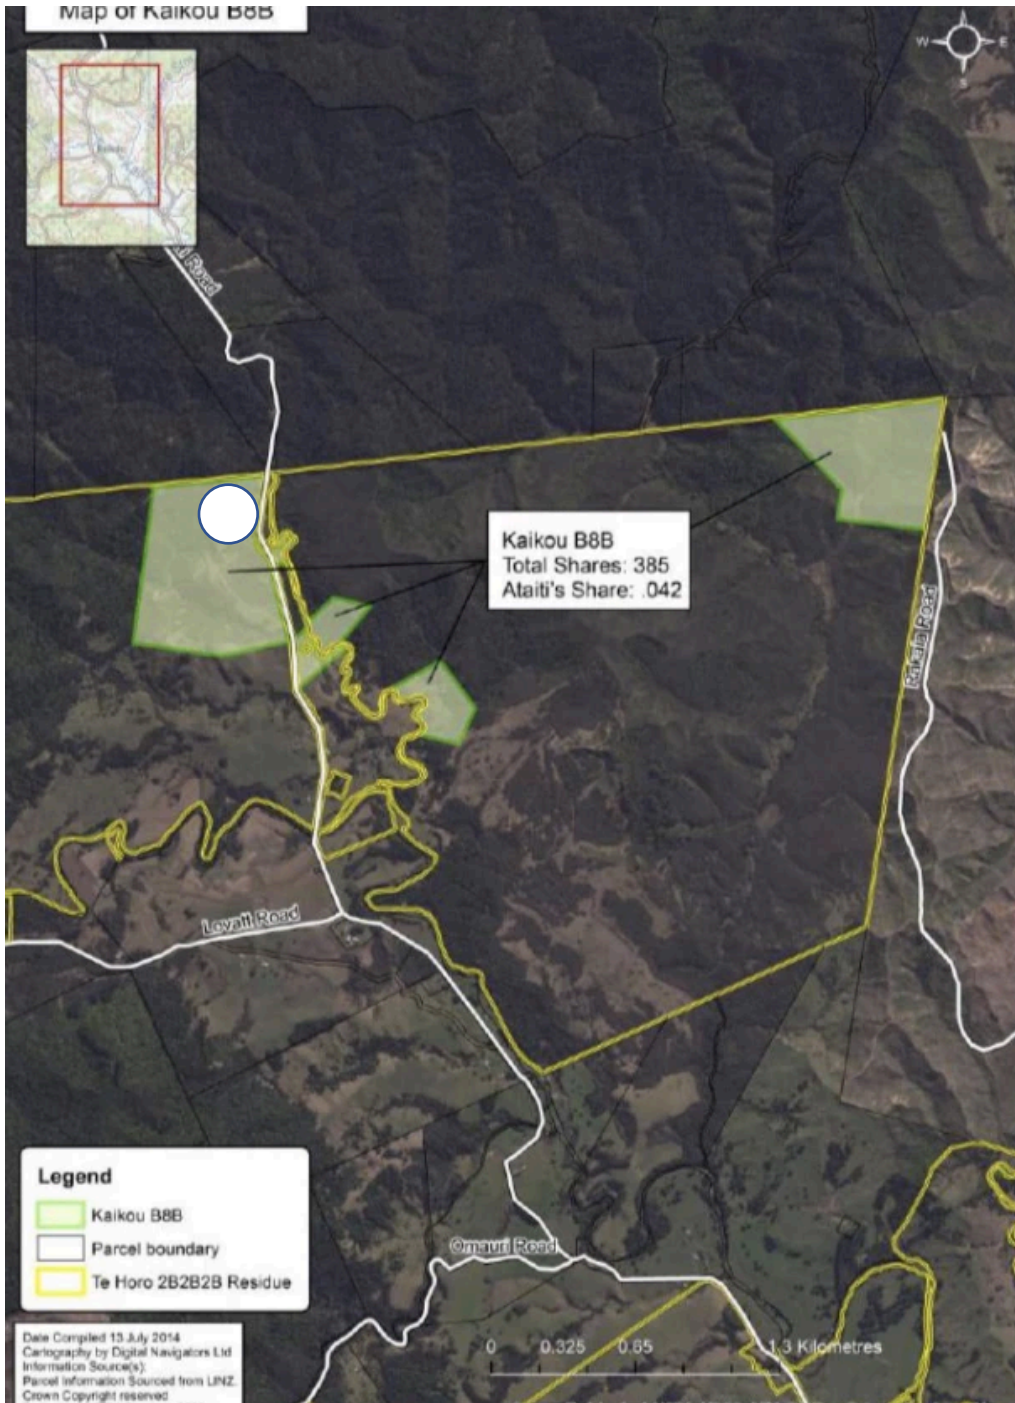 Map of Kaikou B8B
W
E
S
Road
Kaikou B8B
Total Shares: 385
Ataiti's Share: .042
Road
Lovatt Road
Omauri Road
Legend
Kaikou B8B
Parcel boundary
Te Horo 2B2B2B Residue
0 0.325 0.65 1.3 Kilometres
Date Compiled 13 July 2014
Cartography by Digital Navigators Ltd
Information Source(s):
Parcel Information Sourced from LINZ.
Crown Copyright reserved